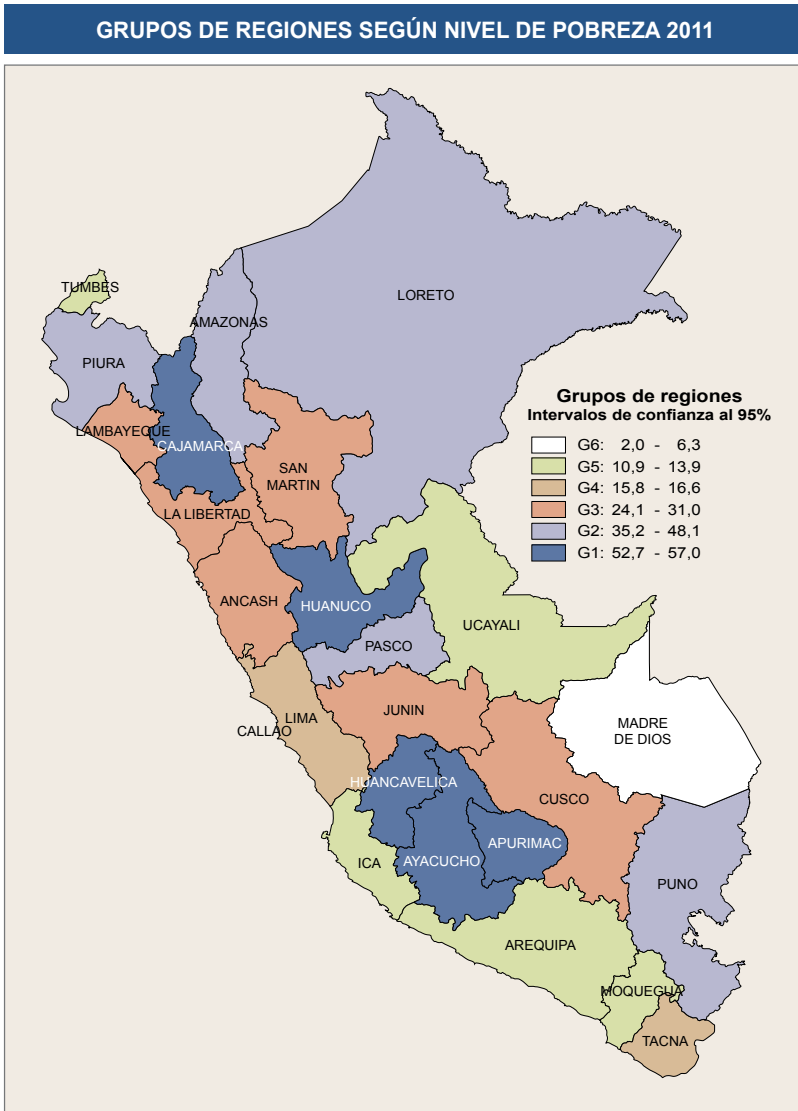 GRUPOS DE REGIONES SEGÚN NIVEL DE POBREZA 2011
TUMBES
LORETO
AMAZONAS
PIURA
Grupos de regiones
Intervalos de confianza al 95%
G6: 2,0 - 6,3
G5: 10,9 - 13,9
G4: 15,8 - 16,6
G3: 24,1 - 31,0
G2: 35,2 - 48,1
G1: 52,7 - 57,0
LAMBAYEQUE
CAJAMARCA
SAN
MARTIN
LA LIBERTAD
ANCASH
HUANUCO
UCAYALI
PASCO
JUNIN
LIMA
CALLAO
MADRE
DE DIOS
HUANCAVELICA
CUSCO
APURIMAC
ICA
AYACUCHO
PUNO
AREQUIPA
MOQUEGUA
TACNA